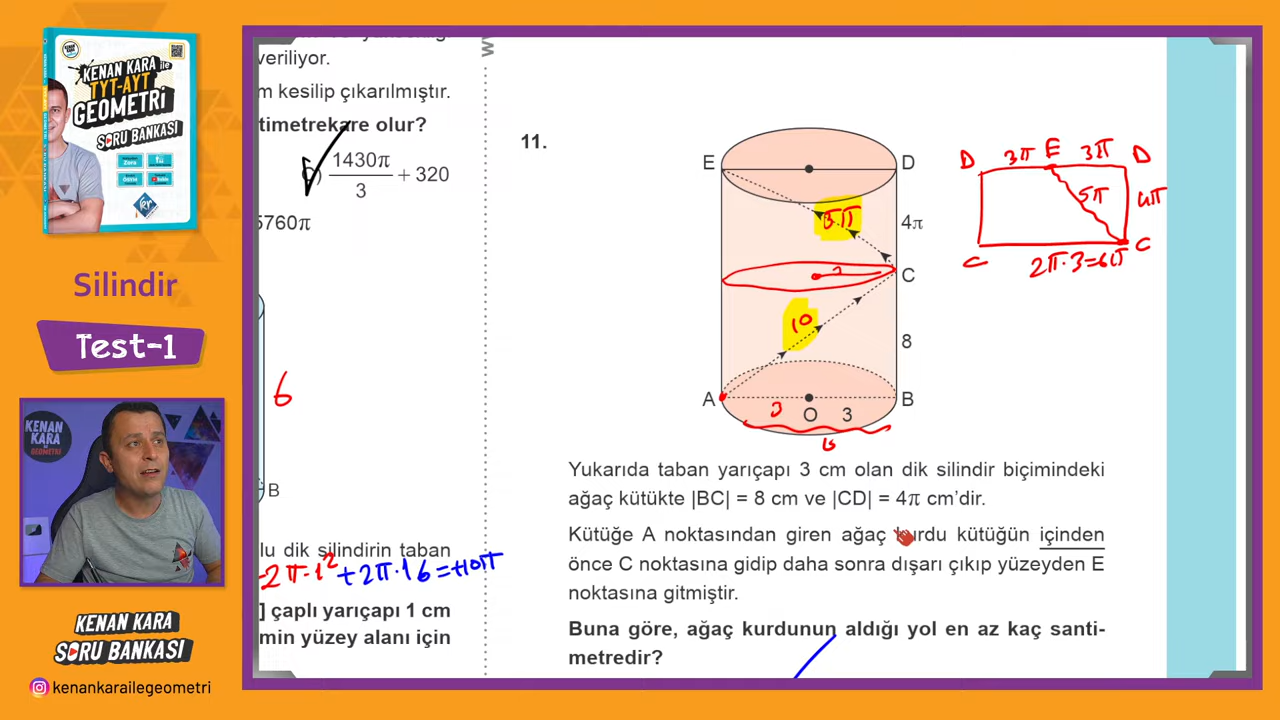 KENAN KARA ile
TYT-AYT
GEOMETRİ
SORU BANKASI
Silindir
Test-1
KENAN KARA
GEOMETRİ
6
B
KENAN KARA
SORU BANKASI
kenankarailegeometri
veriliyor.
m kesilip çıkarılmıştır.
timetrekare olur?
1430π
3
+ 320
5760π
lu dik silindirin taban
-2π·1² + 2π·16 =
] çaplı yarıçapı 1 cm
min yüzey alanı için
11.
E
D
5π
4π
C
10
8
A
B
3
O
3
6
D
3π
E
3π
D
5π
4π
C
C
2π·3=6π
Yukarıda taban yarıçapı 3 cm olan dik silindir biçimindeki
ağaç kütükte |BC| = 8 cm ve |CD| = 4π cm'dir.
Kütüğe A noktasından giren ağaç kurdu kütüğün içinden
önce C noktasına gidip daha sonra dışarı çıkıp yüzeyden E
noktasına gitmiştir.
Buna göre, ağaç kurdunun aldığı yol en az kaç santi-
metredir?